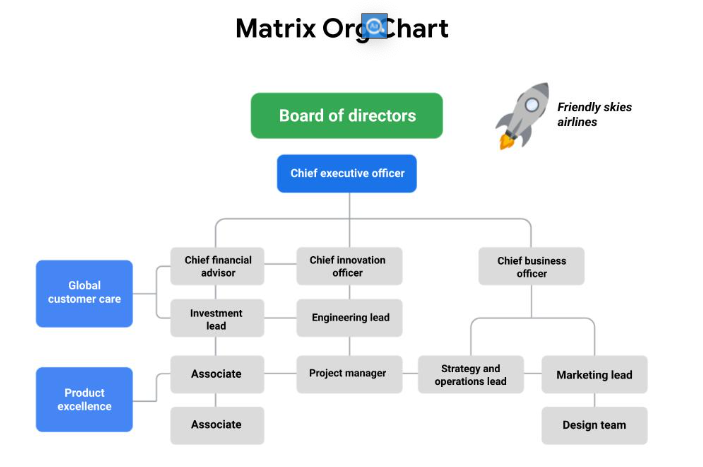 Matrix Org Chart
Friendly skies
airlines
Board of directors
Chief executive officer
Chief financial
advisor
Chief innovation
officer
Chief business
officer
Global
customer care
Investment
lead
Engineering lead
Product
excellence
Associate
Project manager
Strategy and
operations lead
Marketing lead
Associate
Design team